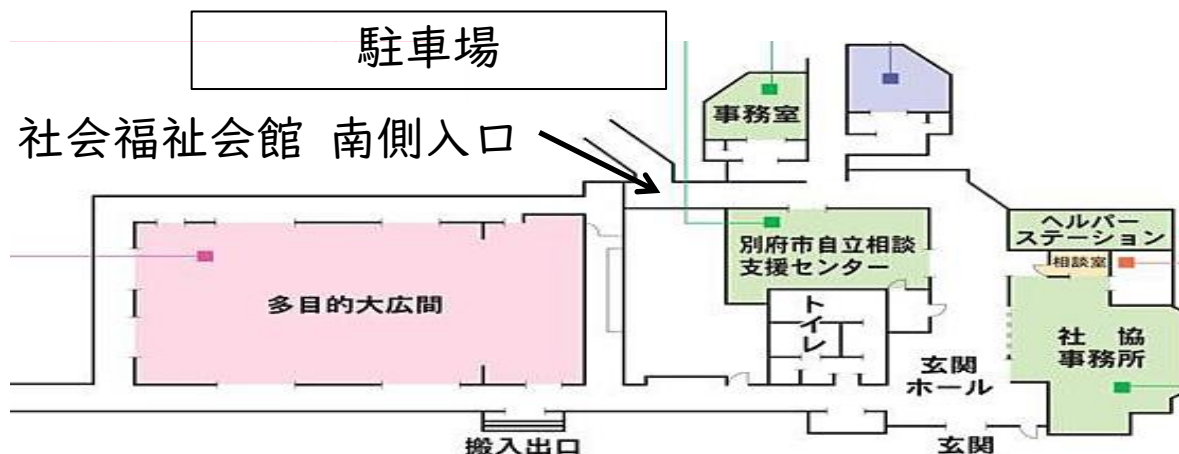 駐車場
社会福祉会館 南側入口
事務室
ヘルパー
ステーション
別府市自立相談
支援センター
相談室
多目的大広間
トイレ
社協
事務所
玄関
ホール
搬入出口
玄関